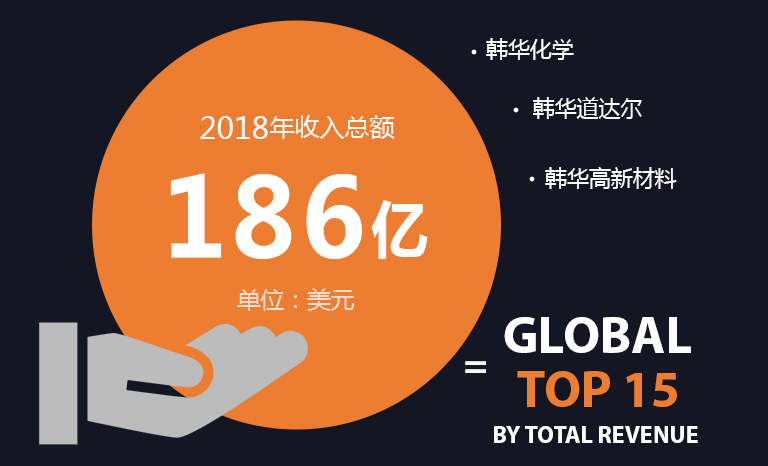 · 韩华化学
· 韩华道达尔
· 韩华高新材料
2018年收入总额
186亿
单位：美元
= GLOBAL
TOP 15
BY TOTAL REVENUE